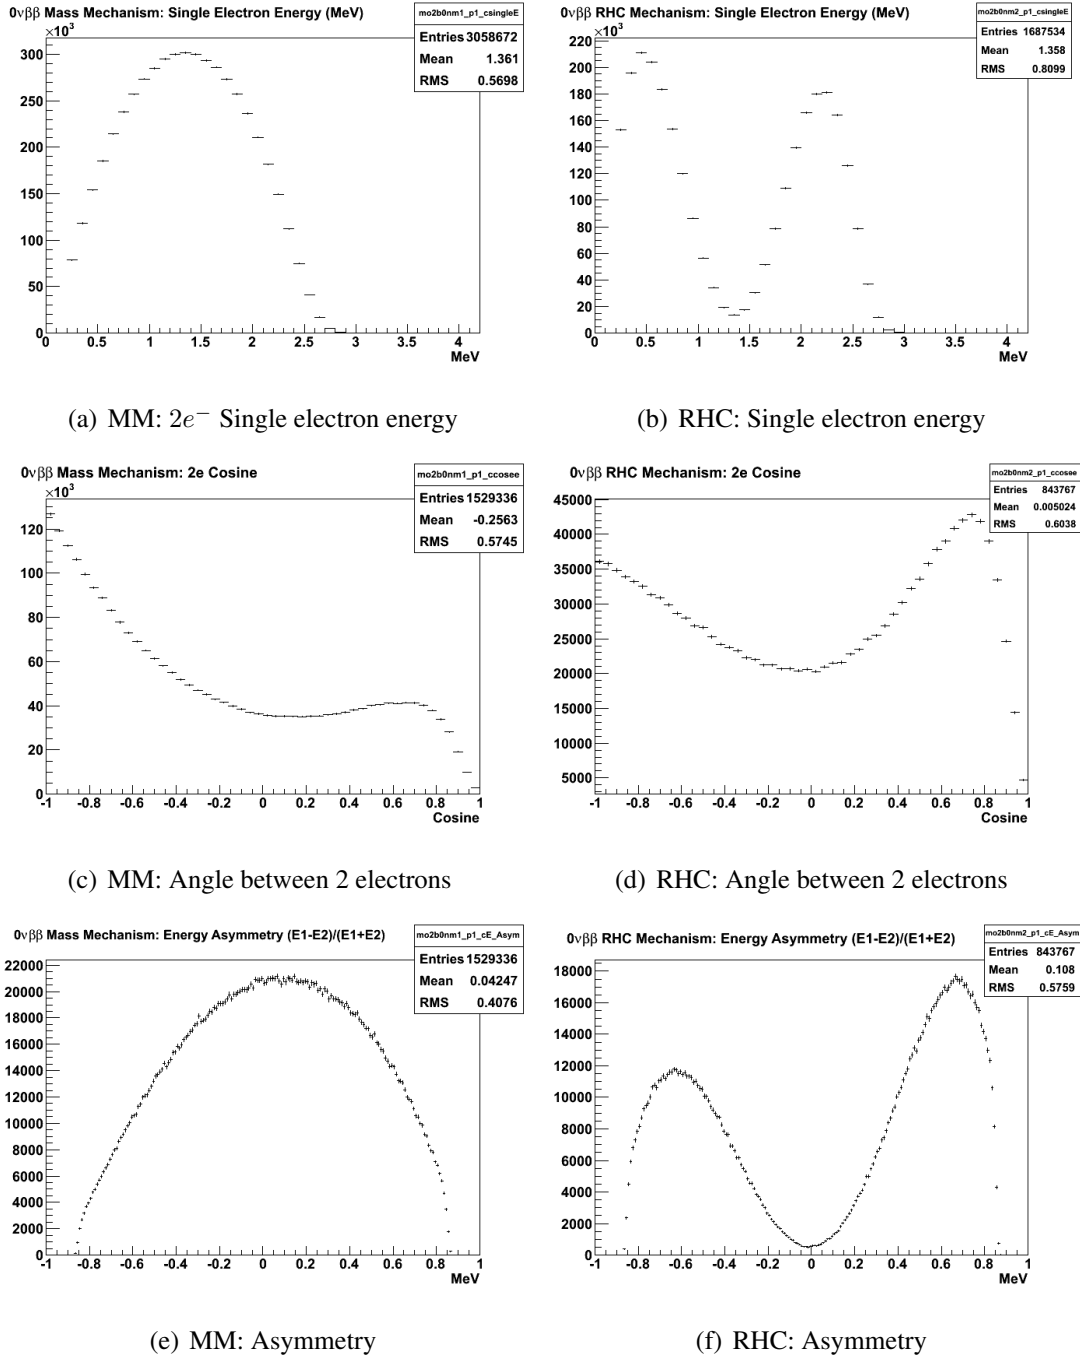 0νββ Mass Mechanism: Single Electron Energy (MeV)
mo2b0nm1_p1_csingleE
Entries 3058672
Mean 1.361
RMS 0.5698
×10³
300
250
200
150
100
50
0
0 0.5 1 1.5 2 2.5 3 3.5 4
MeV
(a) MM: 2e⁻ Single electron energy
0νββ RHC Mechanism: Single Electron Energy (MeV)
mo2b0nm2_p1_csingleE
Entries 1687534
Mean 1.358
RMS 0.8099
×10³
220
200
180
160
140
120
100
80
60
40
20
0
0 0.5 1 1.5 2 2.5 3 3.5 4
MeV
(b) RHC: Single electron energy
0νββ Mass Mechanism: 2e Cosine
mo2b0nm1_p1_ccosee
Entries 1529336
Mean -0.2563
RMS 0.5745
×10³
120
100
80
60
40
20
0
-1 -0.8 -0.6 -0.4 -0.2 0 0.2 0.4 0.6 0.8 1
Cosine
(c) MM: Angle between 2 electrons
0νββ RHC Mechanism: 2e Cosine
mo2b0nm2_p1_ccosee
Entries 843767
Mean 0.005024
RMS 0.6038
45000
40000
35000
30000
25000
20000
15000
10000
5000
-1 -0.8 -0.6 -0.4 -0.2 0 0.2 0.4 0.6 0.8 1
Cosine
(d) RHC: Angle between 2 electrons
0νββ Mass Mechanism: Energy Asymmetry (E1-E2)/(E1+E2)
mo2b0nm1_p1_cE_Asym
Entries 1529336
Mean 0.04247
RMS 0.4076
22000
20000
18000
16000
14000
12000
10000
8000
6000
4000
2000
0
-1 -0.8 -0.6 -0.4 -0.2 0 0.2 0.4 0.6 0.8 1
MeV
(e) MM: Asymmetry
0νββ RHC Mechanism: Energy Asymmetry (E1-E2)/(E1+E2)
mo2b0nm2_p1_cE_Asym
Entries 843767
Mean 0.108
RMS 0.5759
18000
16000
14000
12000
10000
8000
6000
4000
2000
0
-1 -0.8 -0.6 -0.4 -0.2 0 0.2 0.4 0.6 0.8 1
MeV
(f) RHC: Asymmetry